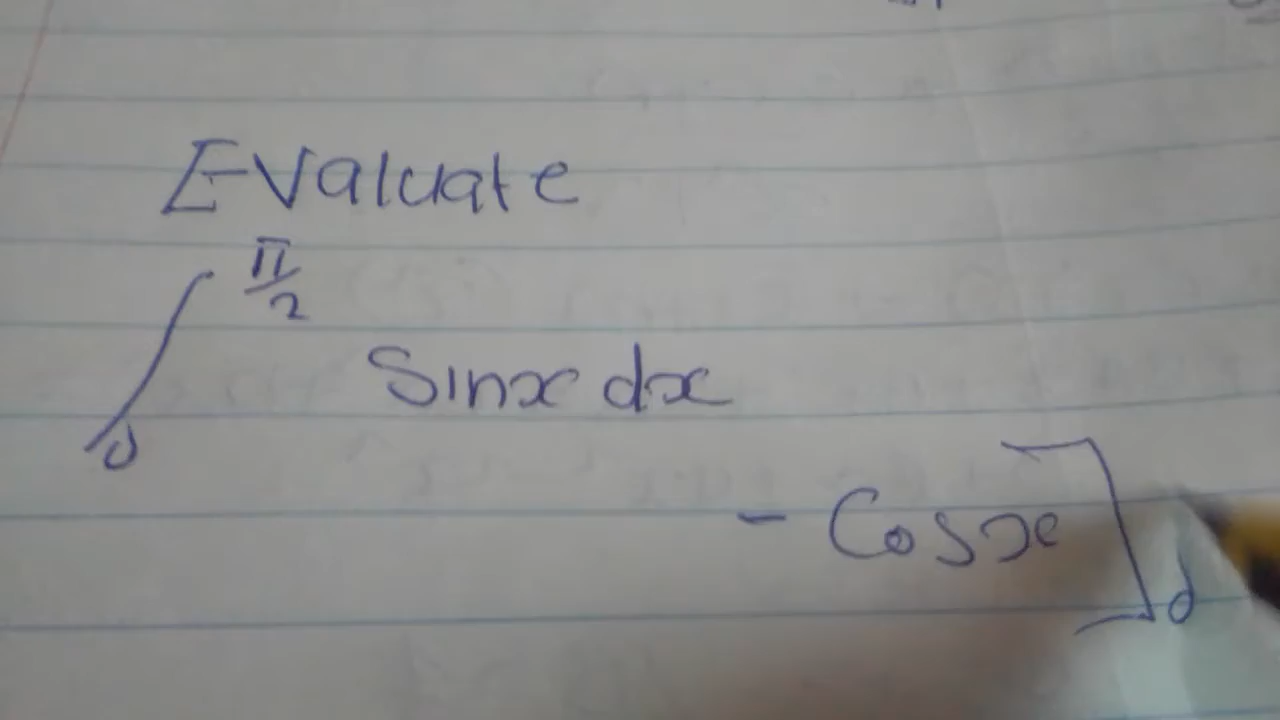 Evaluate
∫₀^(π/2) Sinx dx
- Cosx]₀